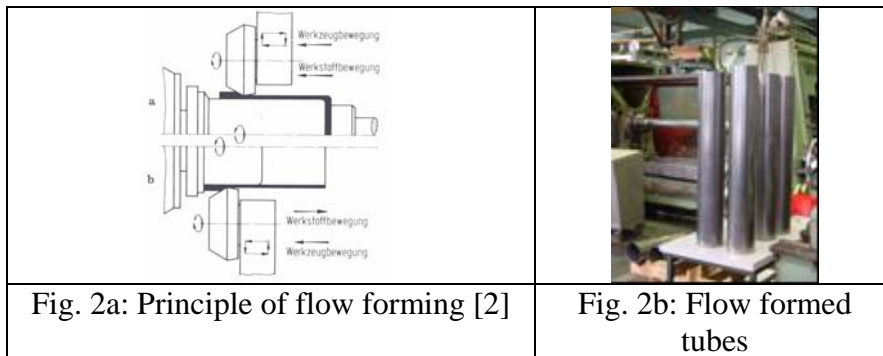 Werkzeugbewegung
Werkstoffbewegung
a
b
Werkstoffbewegung
Werkzeugbewegung
Fig. 2a: Principle of flow forming [2]
Fig. 2b: Flow formed
tubes